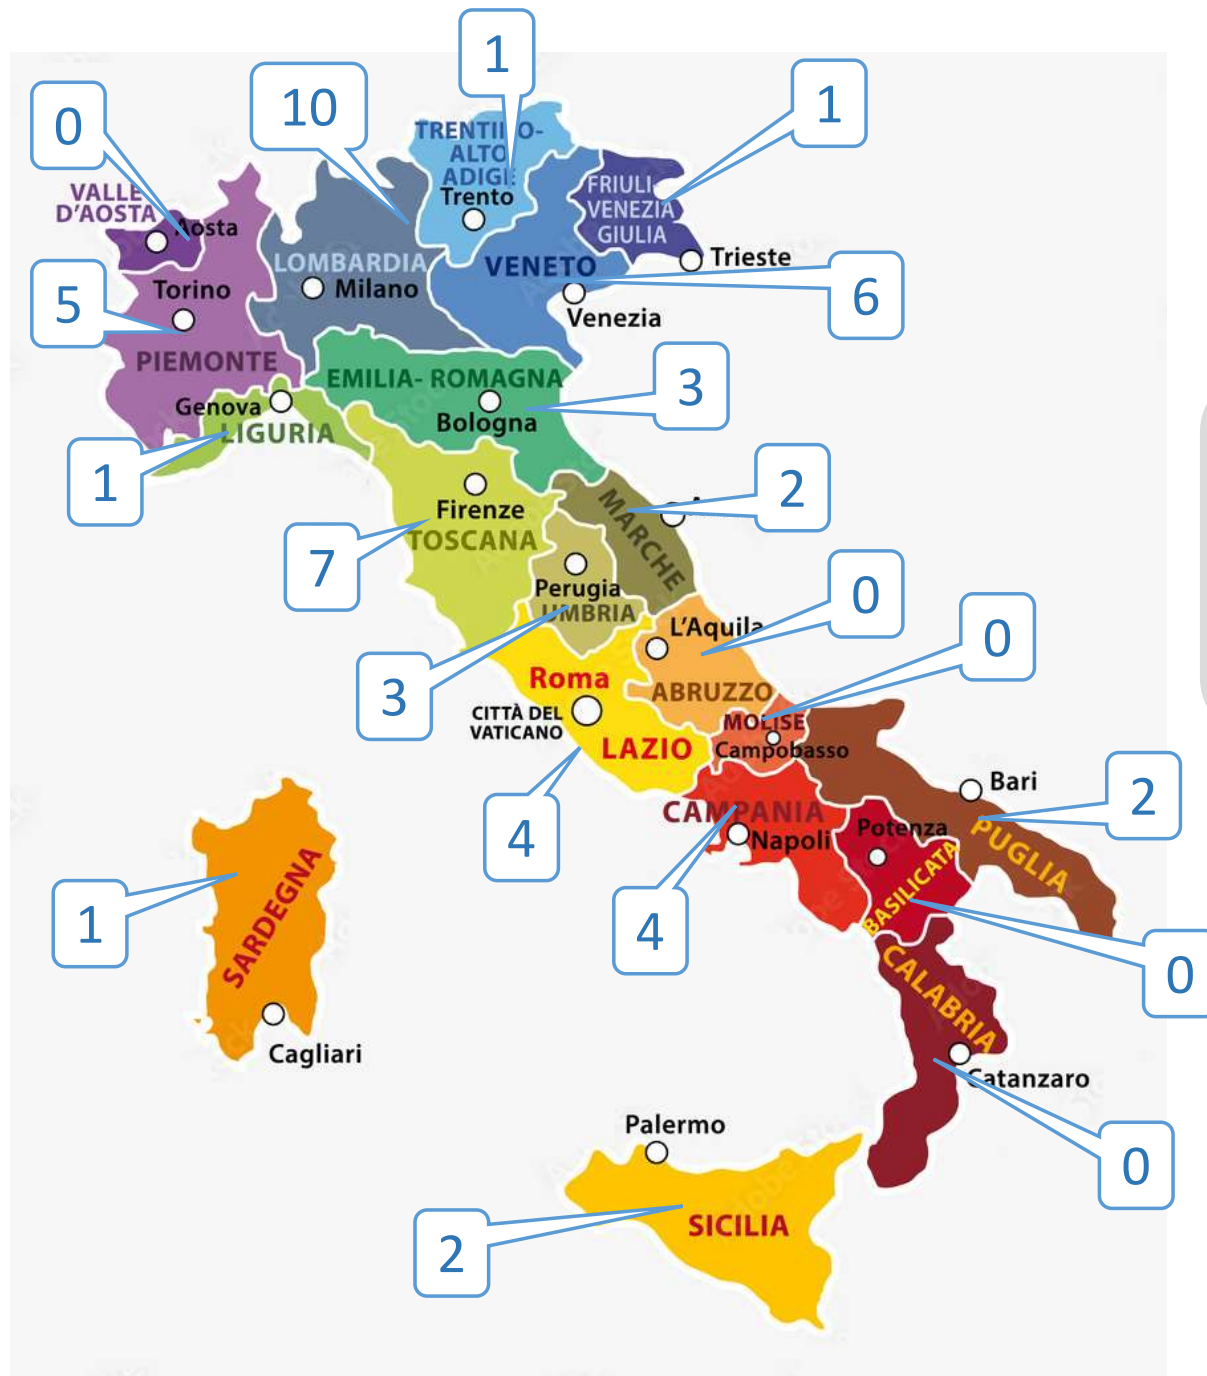 1
10
1
0
TRENTINO-
ALTO
ADIGE
Trento
FRIULI-
VENEZIA
GIULIA
VALLE
D'AOSTA
Aosta
Trieste
LOMBARDIA
VENETO
Torino
Milano
5
6
Venezia
PIEMONTE
EMILIA- ROMAGNA
3
Genova
Bologna
LIGURIA
1
2
MARCHE
Firenze
TOSCANA
7
Perugia
UMBRIA
0
L'Aquila
0
Roma
3
ABRUZZO
CITTÀ DEL
VATICANO
MOLISE
LAZIO
Campobasso
Bari
2
CAMPANIA
Potenza
PUGLIA
Napoli
4
BASILICATA
SARDEGNA
1
4
0
CALABRIA
Cagliari
Catanzaro
Palermo
0
SICILIA
2